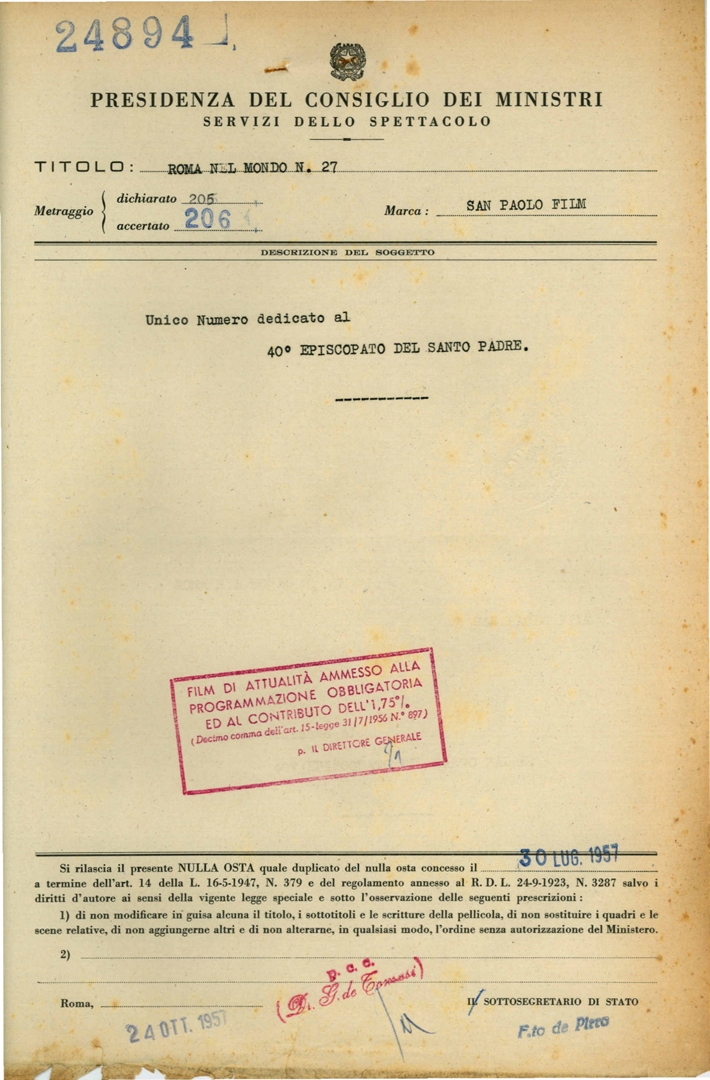 24894
PRESIDENZA DEL CONSIGLIO DEI MINISTRI
SERVIZI DELLO SPETTACOLO
TITOLO: ROMA NEL MONDO N. 27
Metraggio
dichiarato 205
accertato 206
Marca: SAN PAOLO FILM
DESCRIZIONE DEL SOGGETTO
Unico Numero dedicato al
40° EPISCOPATO DEL SANTO PADRE.
FILM DI ATTUALITÀ AMMESSO ALLA
PROGRAMMAZIONE OBBLIGATORIA
ED AL CONTRIBUTO DELL'1,75%
(Decimo comma dell'art. 15-legge 31/7/1956 N.° 897)
p. IL DIRETTORE GENERALE
Si rilascia il presente NULLA OSTA quale duplicato del nulla osta concesso il 30 LUG. 1957
a termine dell'art. 14 della L. 16-5-1947, N. 379 e del regolamento annesso al R. D. L. 24-9-1923, N. 3287 salvo i
diritti d'autore ai sensi della vigente legge speciale e sotto l'osservazione delle seguenti prescrizioni :
1) di non modificare in guisa alcuna il titolo, i sottotitoli e le scritture della pellicola, di non sostituire i quadri e le
scene relative, di non aggiungerne altri e di non alterarne, in qualsiasi modo, l'ordine senza autorizzazione del Ministero.
2)
p. c. c.
(Dr. G. de Tomasi)
Roma, 24 OTT. 1957
IL SOTTOSEGRETARIO DI STATO
F.to de Pirro